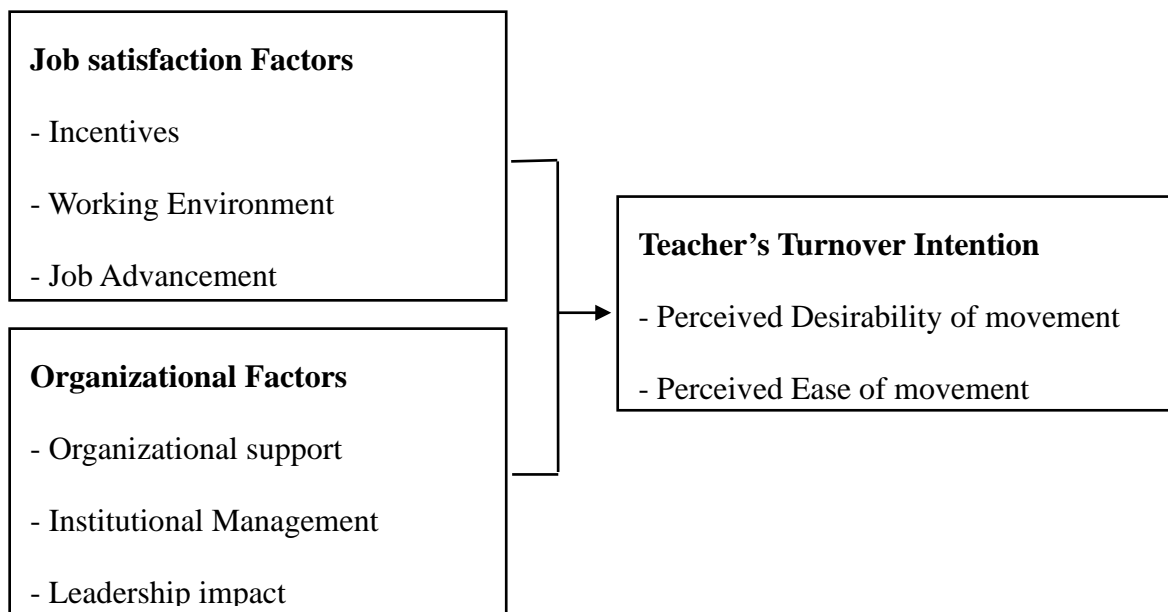 Job satisfaction Factors
- Incentives
- Working Environment
- Job Advancement
Organizational Factors
- Organizational support
- Institutional Management
- Leadership impact
Teacher’s Turnover Intention
- Perceived Desirability of movement
- Perceived Ease of movement